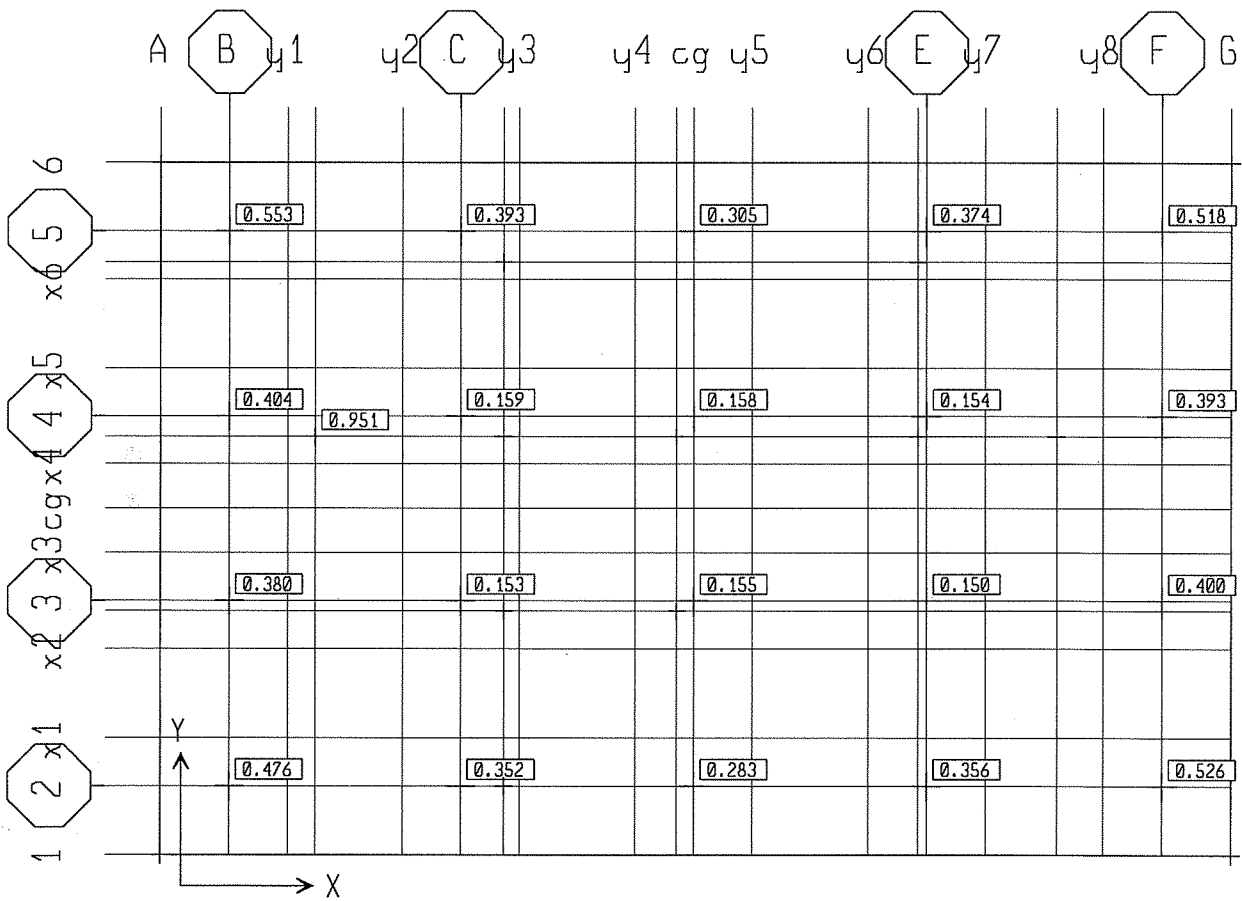 A B y1 y2 C y3 y4 cg y5 y6 E y7 y8 F G
6
5 0.553 0.393 0.305 0.374 0.518
x6
x5
4 0.404 0.159 0.158 0.154 0.393
0.951
x4
cg
x3
3 0.380 0.153 0.155 0.150 0.400
x2
x1
Y
2 0.476 0.352 0.283 0.356 0.526
1
X